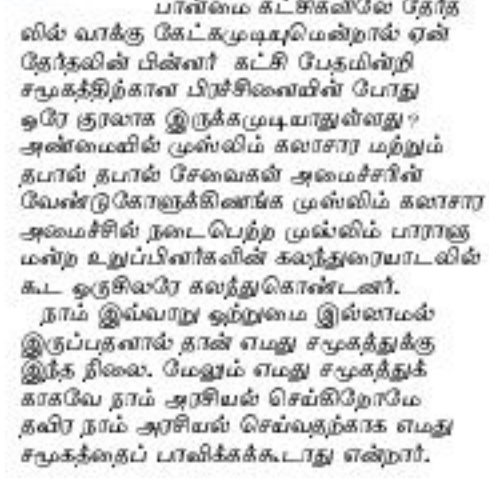 பான்மை கட்சிகளிலே தேர்த
லில் வாக்கு கேட்கமுடியுமென்றால் ஏன்
தேர்தலின் பின்னர் கட்சி பேதமின்றி
சமூகத்திற்கான பிரச்சினையின் போது
ஒரே குரலாக இருக்கமுடியாதுள்ளது?
அண்மையில் முஸ்லிம் கலாசார மற்றும்
தபால் தபால் சேவைகள் அமைச்சரின்
வேண்டுகோளுக்கிணங்க முஸ்லிம் கலாசார
அமைச்சில் நடைபெற்ற முஸ்லிம் பாராளு
மன்ற உறுப்பினர்களின் கலந்துரையாடலில்
கூட ஒருசிலரே கலந்துகொண்டனர்.
நாம் இவ்வாறு ஒற்றுமை இல்லாமல்
இருப்பதனால் தான் எமது சமூகத்துக்கு
இந்த நிலை. மேலும் எமது சமூகத்துக்
காகவே நாம் அரசியல் செய்கிறோமே
தவிர நாம் அரசியல் செய்வதற்காக எமது
சமூகத்தைப் பாவிக்கக்கூடாது என்றார்.